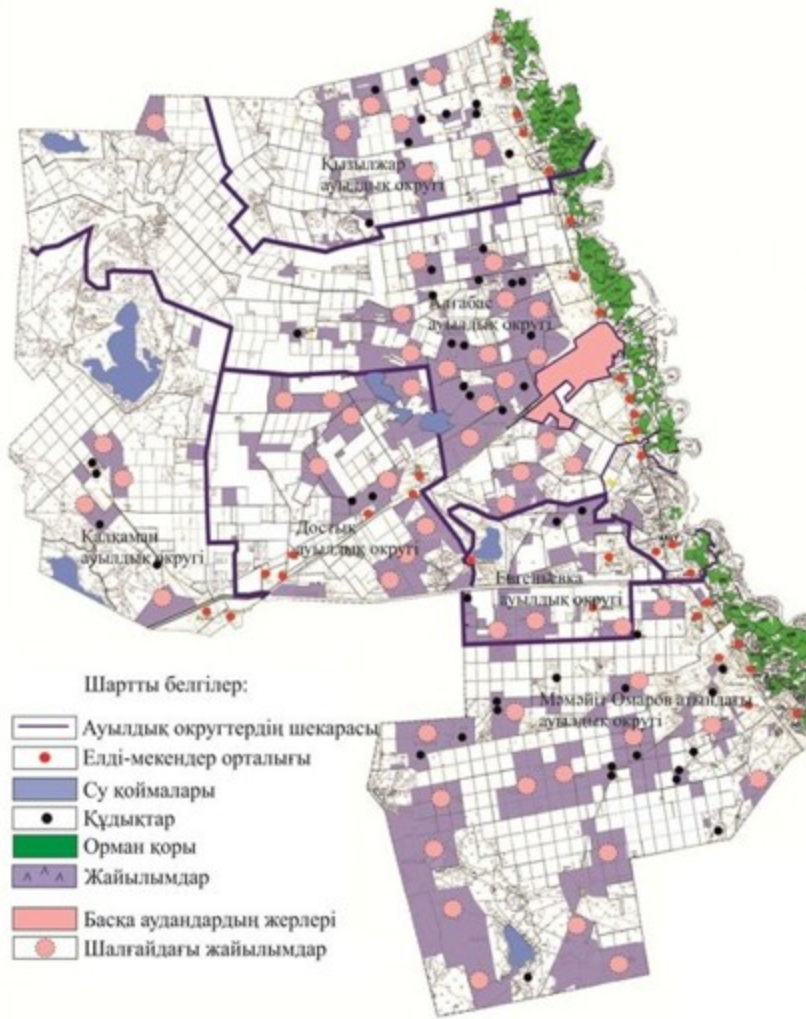 Қызылжар
ауылдық округі
Алғабас
ауылдық округі
Қалқаман
ауылдық округі
Достық
ауылдық округі
Евгеньевка
ауылдық округі
Мәмәйіт Омаров атындағы
ауылдық округі
Шартты белгілер:
Ауылдық округтердің шекарасы
Елді-мекендер орталығы
Су қоймалары
Құдықтар
Орман қоры
Жайылымдар
Басқа аудандардың жерлері
Шалғайдағы жайылымдар